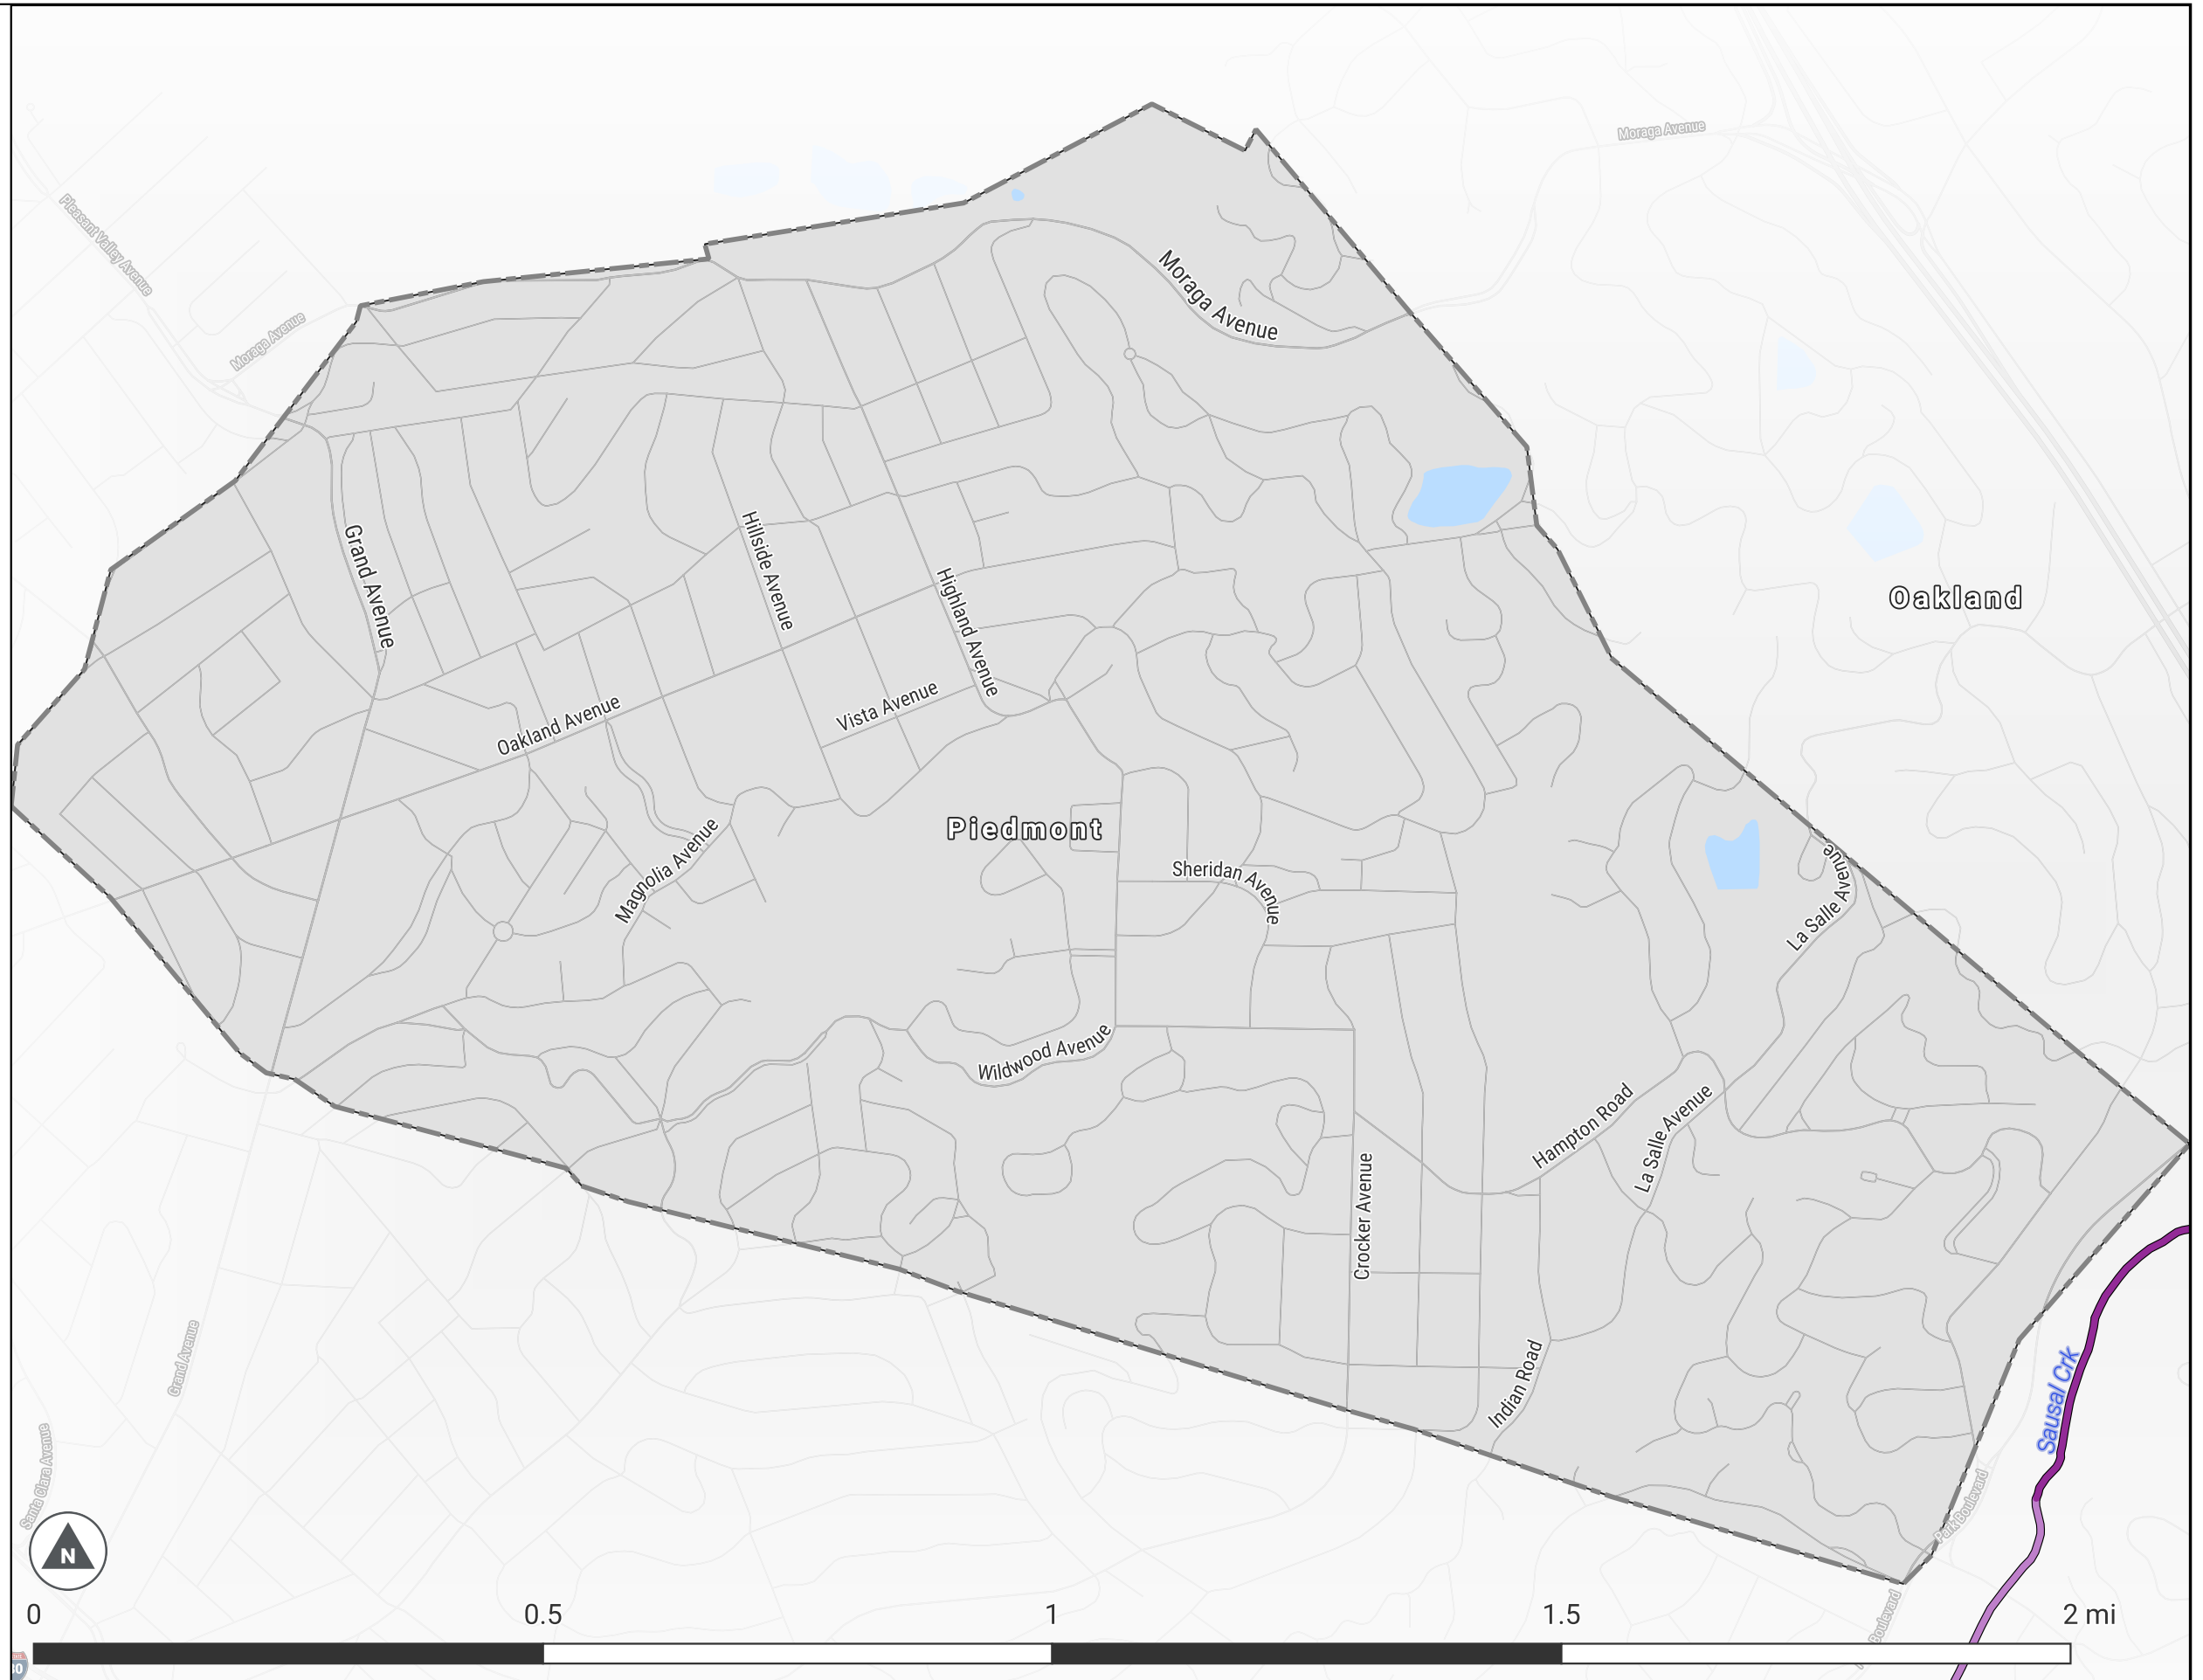 Moraga Avenue
Pleasant Valley Avenue
Moraga Avenue
Moraga Avenue
Grand Avenue
Hillside Avenue
Highland Avenue
Oakland
Oakland Avenue
Vista Avenue
Piedmont
Magnolia Avenue
Sheridan Avenue
La Salle Avenue
Wildwood Avenue
Hampton Road
La Salle Avenue
Crocker Avenue
Indian Road
Grand Avenue
Santa Clara Avenue
Sausal Crk
Park Boulevard
Boulevard
N
0 0.5 1 1.5 2 mi